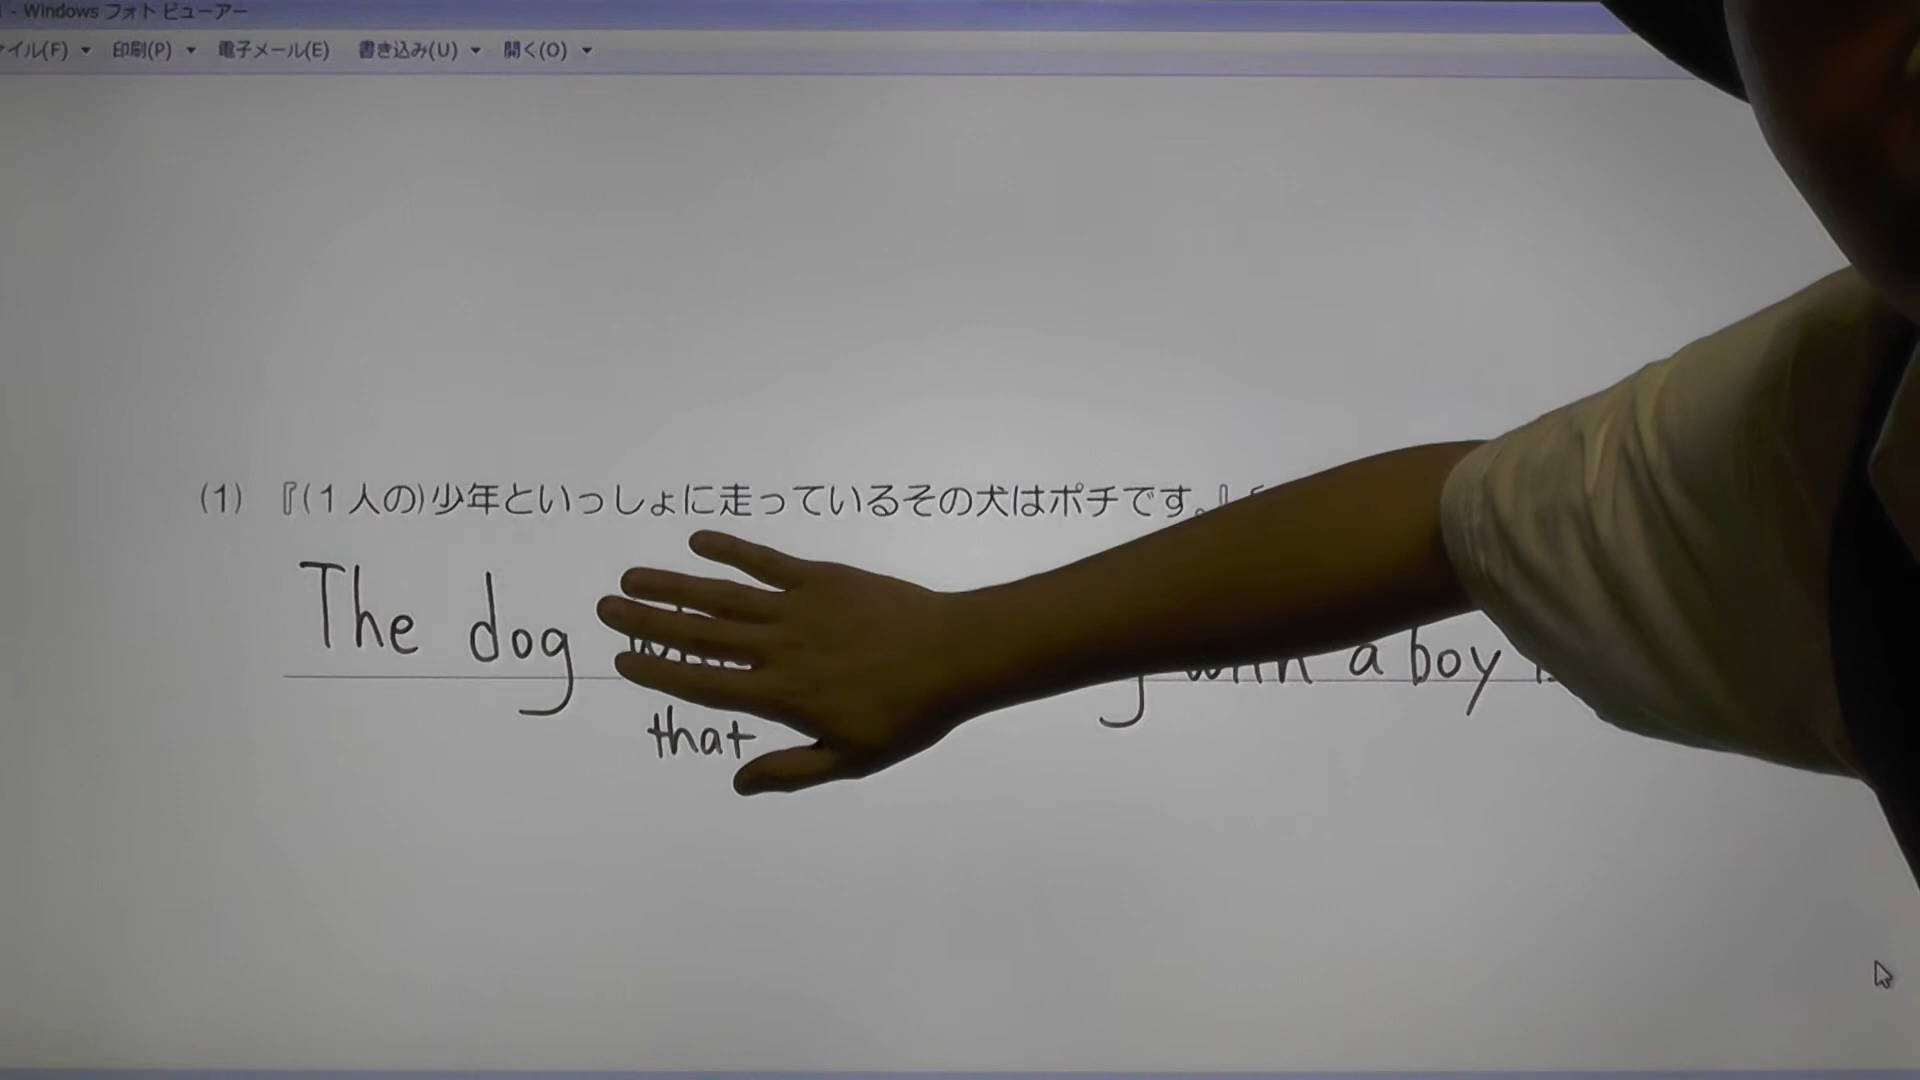 - Windows フォト ビューアー
イル(F) 印刷(P) 電子メール(E) 書き込み(U) 開く(O)
(1) 『(1人の)少年といっしょに走っているその犬はポチです。』
The dog with a boy
that